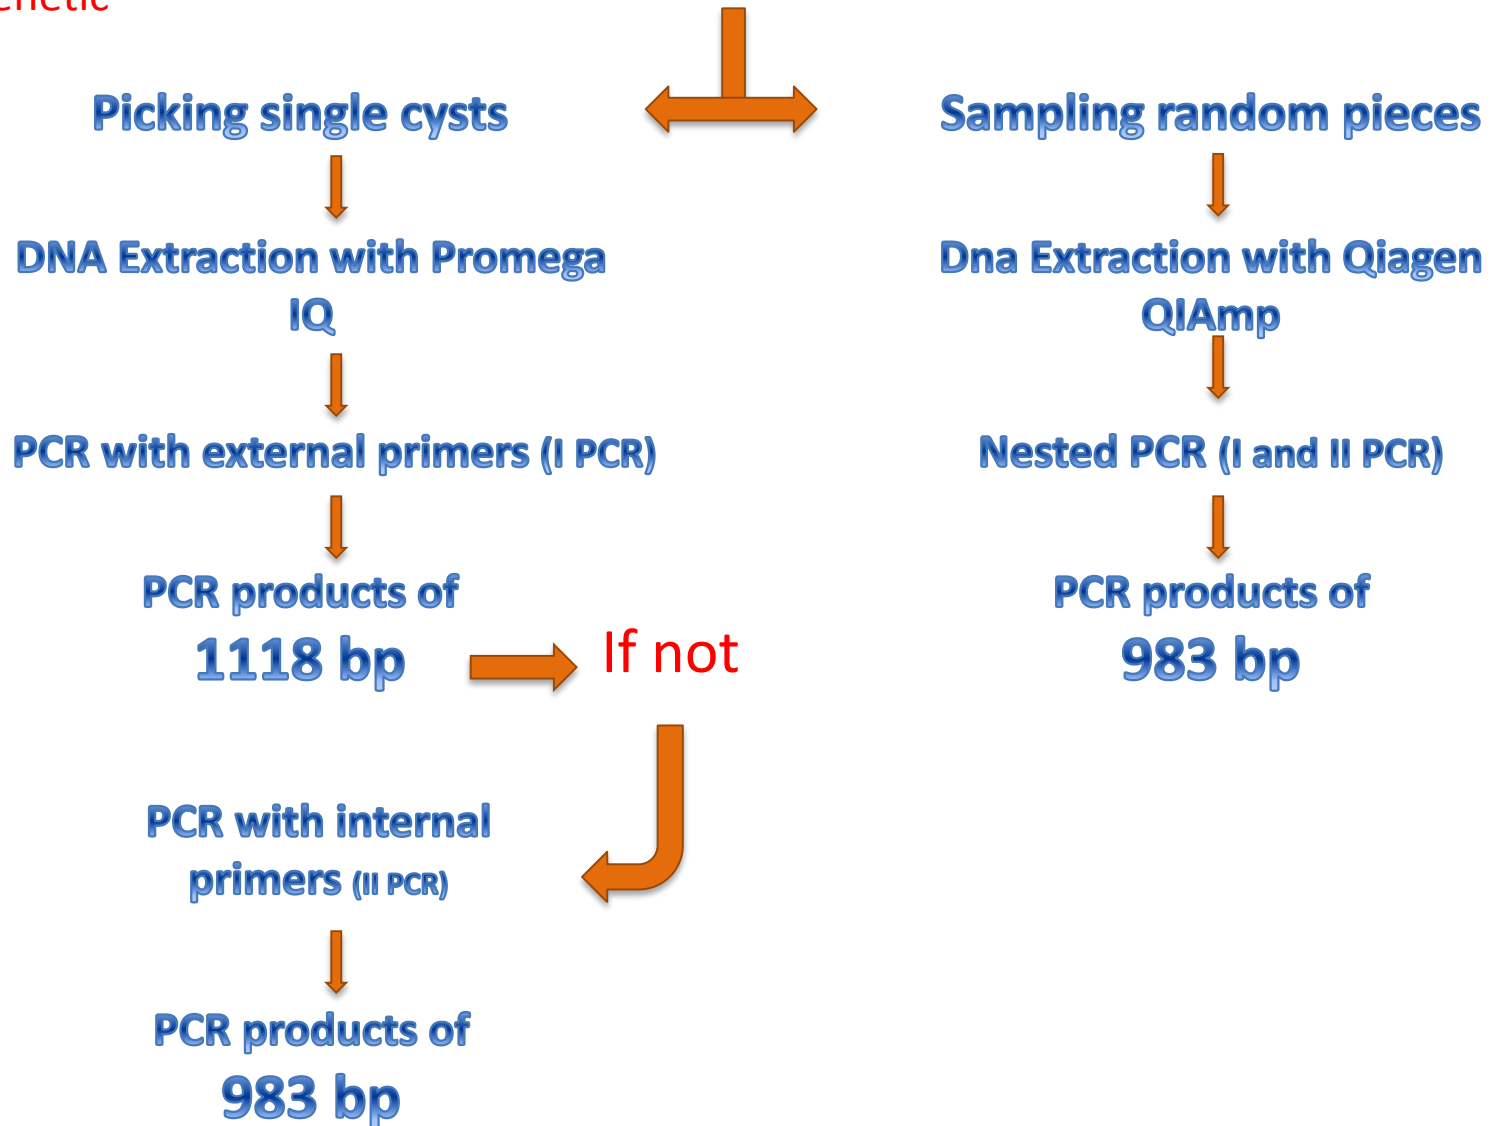 Picking single cysts
DNA Extraction with Promega
IQ
PCR with external primers (I PCR)
PCR products of
1118 bp
If not
PCR with internal
primers (II PCR)
PCR products of
983 bp
Sampling random pieces
Dna Extraction with Qiagen
QIAmp
Nested PCR (I and II PCR)
PCR products of
983 bp